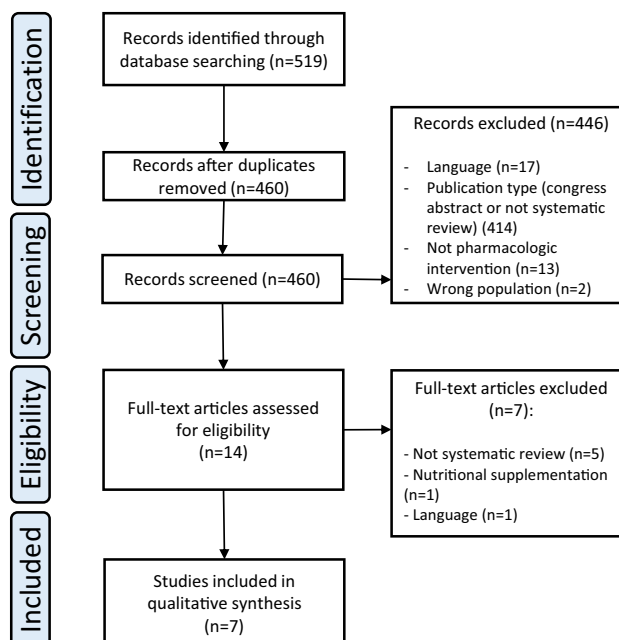 Identification
Records identified through
database searching (n=519)
Records after duplicates
removed (n=460)
Screening
Records screened (n=460)
Records excluded (n=446)
- Language (n=17)
- Publication type (congress
abstract or not systematic
review) (414)
- Not pharmacologic
intervention (n=13)
- Wrong population (n=2)
Eligibility
Full-text articles assessed
for eligibility
(n=14)
Full-text articles excluded
(n=7):
- Not systematic review (n=5)
- Nutritional supplementation
(n=1)
- Language (n=1)
Included
Studies included in
qualitative synthesis
(n=7)